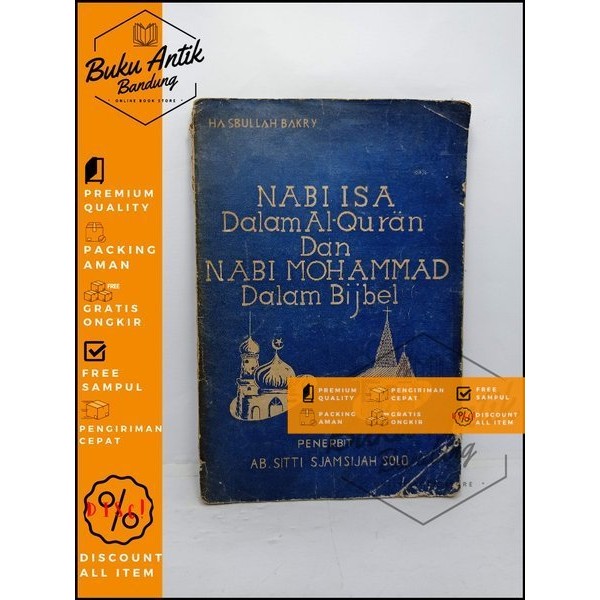 Buku Antik
Bandung
• ONLINE BOOK STORE •
PREMIUM
QUALITY
PACKING
AMAN
FREE
GRATIS
ONGKIR
FREE
SAMPUL
PENGIRIMAN
CEPAT
DISC!
%
DISCOUNT
ALL ITEM
HASBULLAH BAKRY
NABI ISA
Dalam Al-Qurän
Dan
NABI MOHAMMAD
Dalam Bijbel
PREMIUM
QUALITY
PENGIRIMAN
CEPAT
FREE
SAMPUL
PACKING
AMAN
GRATIS
ONGKIR
%
DISCOUNT
ALL ITEM
PENERBIT
AB. SITTI SJAMSIJAH SOLO
Bandung